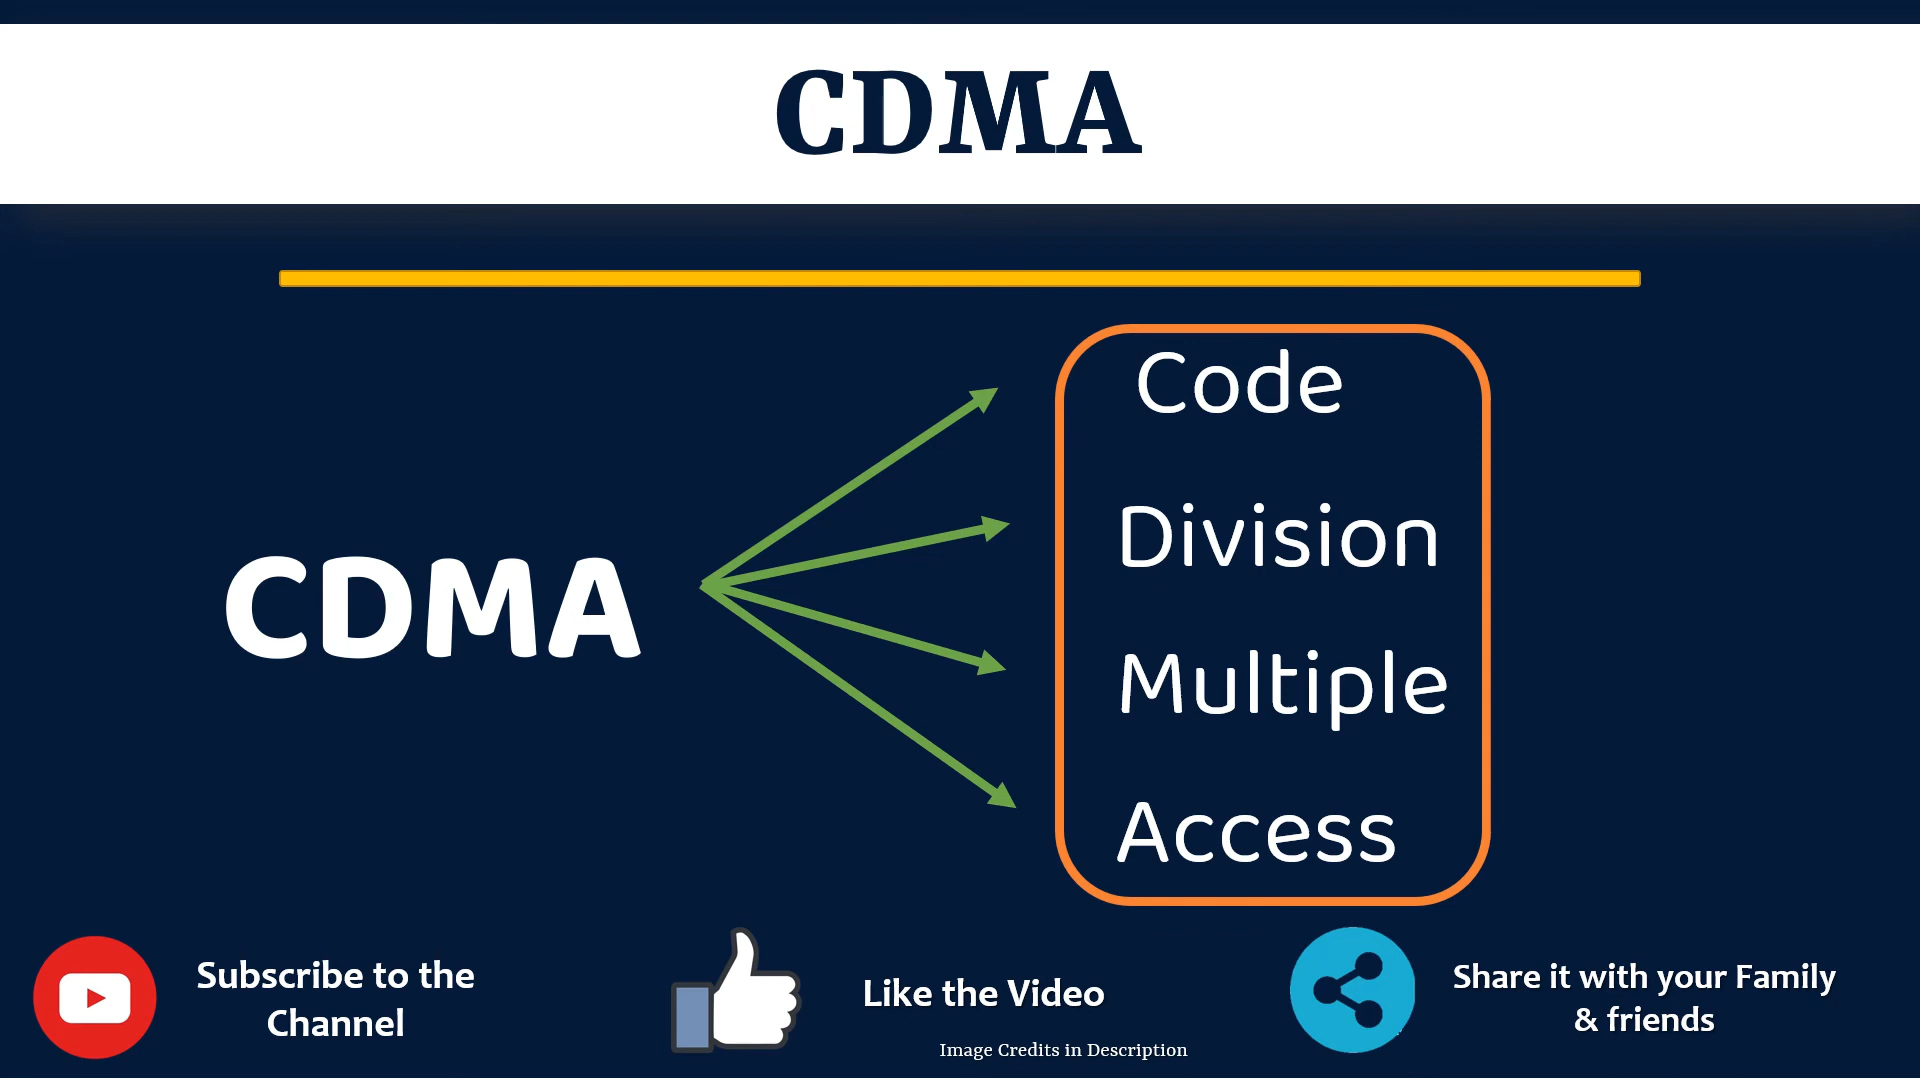 CDMA
CDMA
Code
Division
Multiple
Access
Subscribe to the
Channel
Like the Video
Image Credits in Description
Share it with your Family
& friends